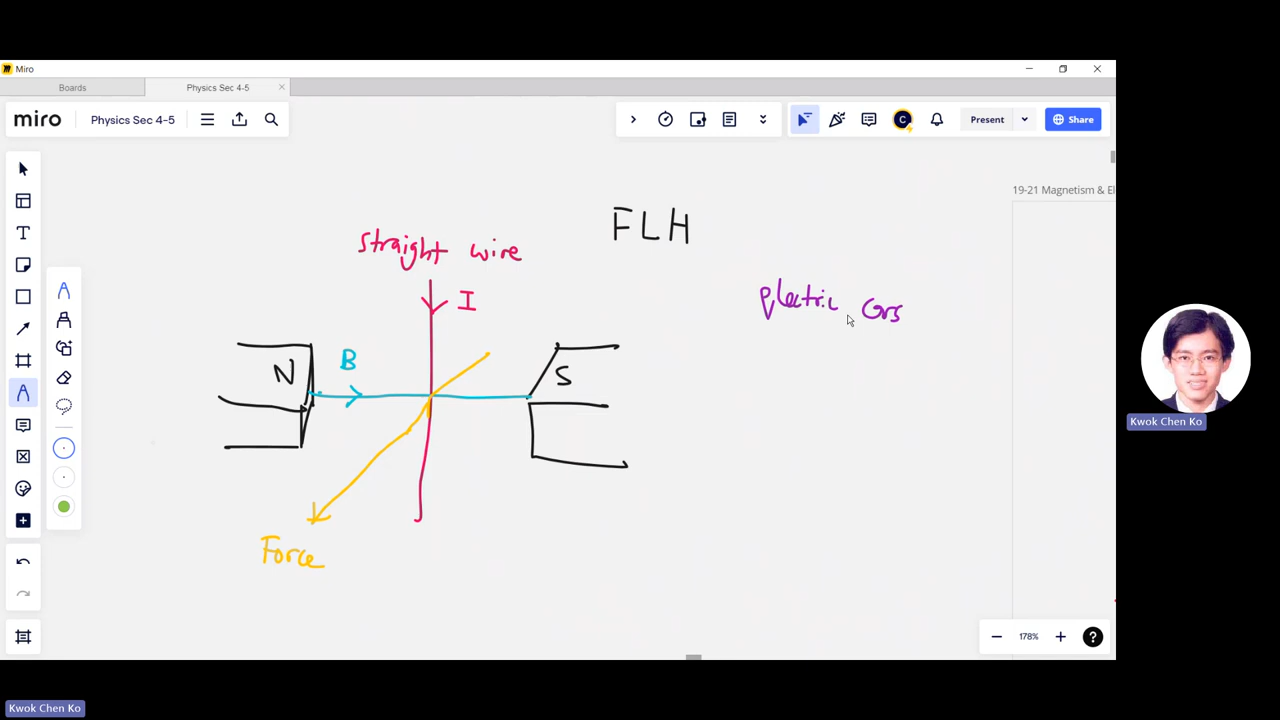 Miro
Boards
Physics Sec 4-5
miro
Physics Sec 4-5
Present
C
Share
19-21 Magnetism & El
FLH
straight wire
I
electric
B
N
S
Force
178%
?
Kwok Chen Ko
Kwok Chen Ko